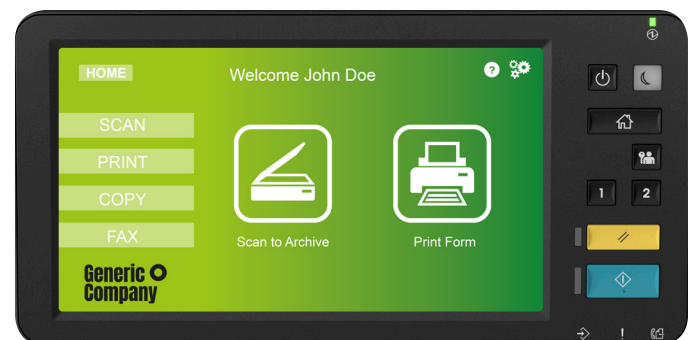 HOME
Welcome John Doe
?
SCAN
PRINT
COPY
FAX
Scan to Archive
Print Form
Generic
Company
1
2
!